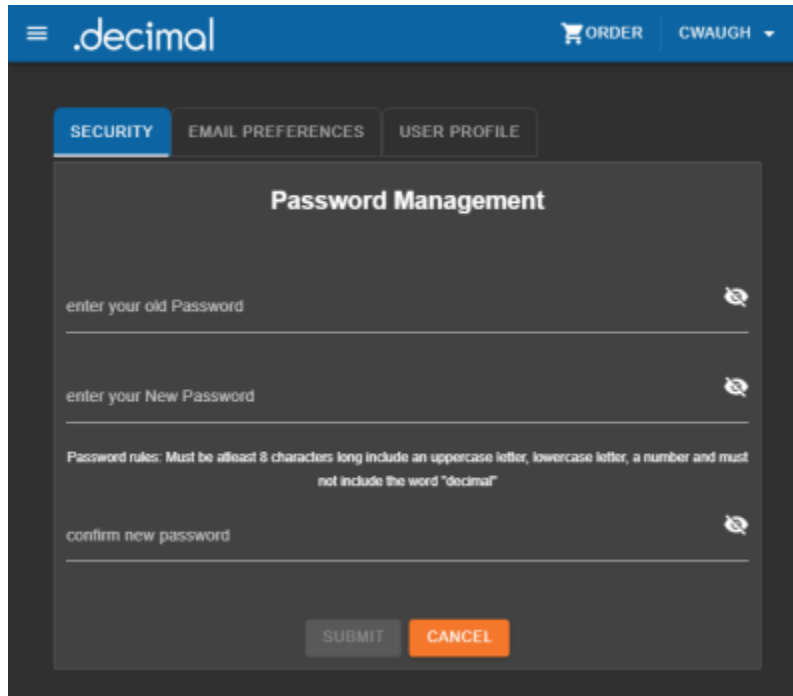 .decimal ORDER CWAUGH
SECURITY EMAIL PREFERENCES USER PROFILE
Password Management
enter your old Password
enter your New Password
Password rules: Must be atleast 8 characters long include an uppercase letter, lowercase letter, a number and must
not include the word "decimal"
confirm new password
SUBMIT CANCEL